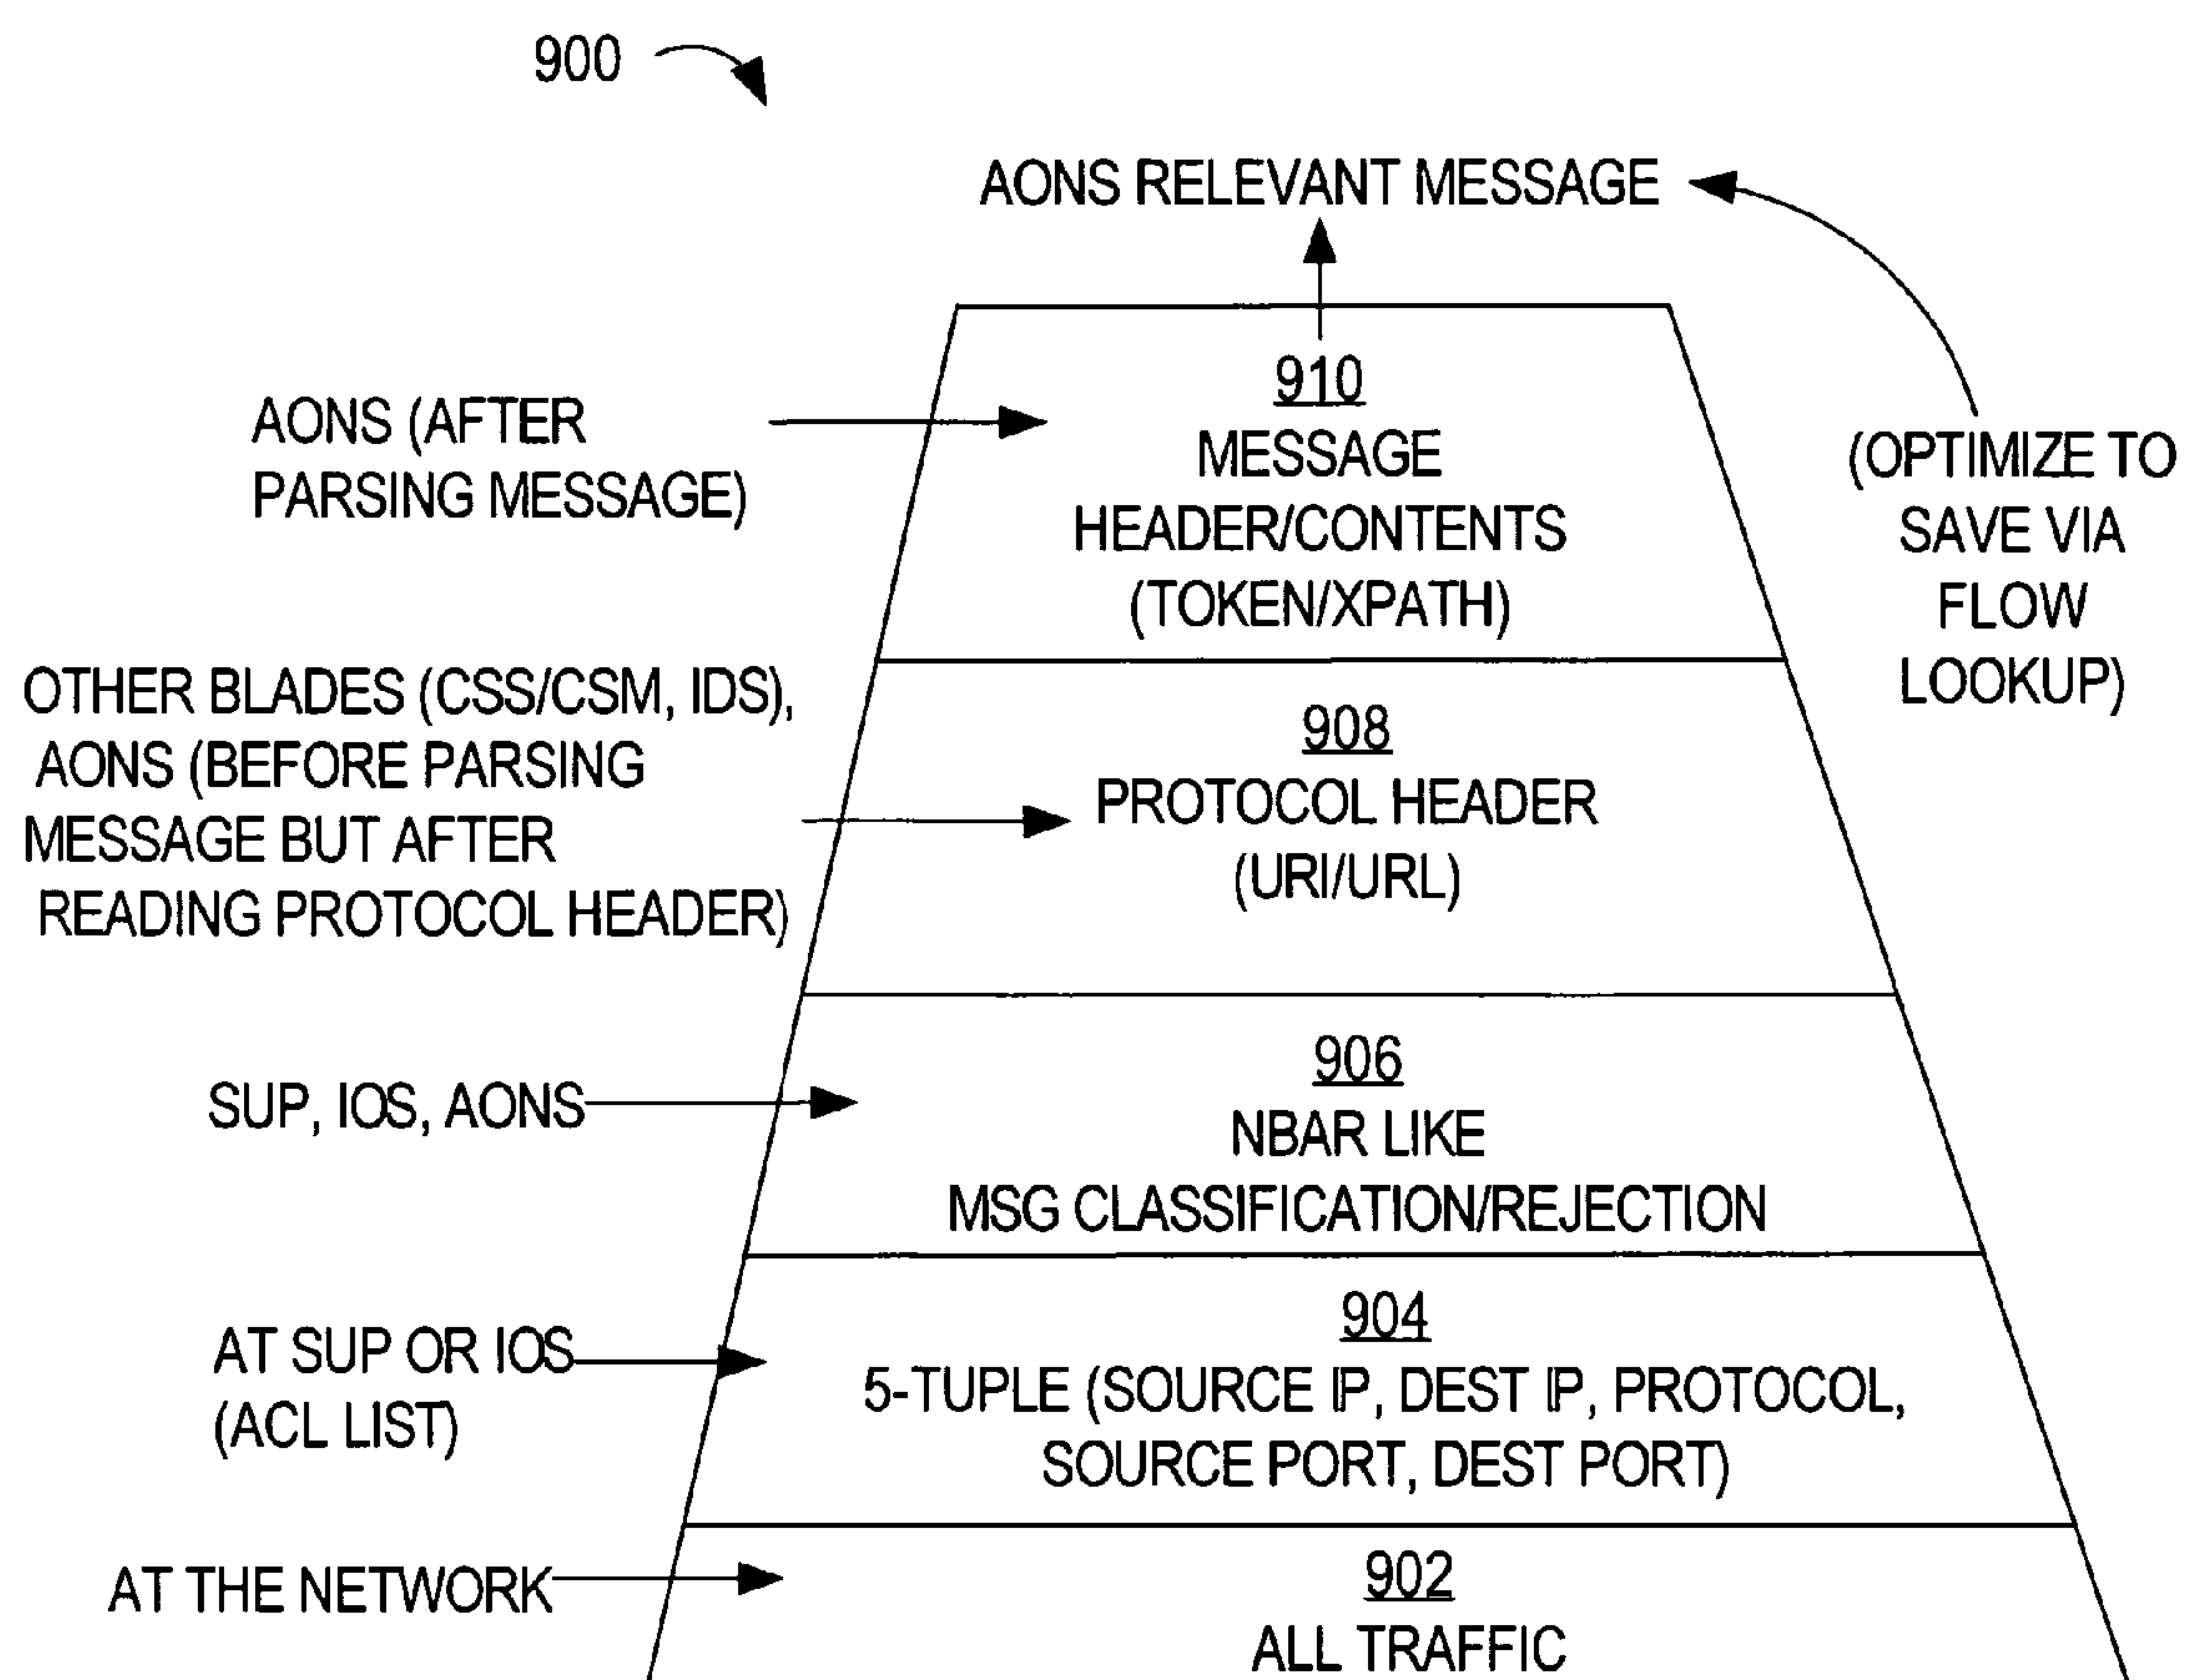 900
AONS RELEVANT MESSAGE
AONS (AFTER
PARSING MESSAGE)
910
MESSAGE
HEADER/CONTENTS
(TOKEN/XPATH)
(OPTIMIZE TO
SAVE VIA
FLOW
LOOKUP)
OTHER BLADES (CSS/CSM, IDS),
AONS (BEFORE PARSING
MESSAGE BUT AFTER
READING PROTOCOL HEADER)
908
PROTOCOL HEADER
(URI/URL)
SUP, IOS, AONS
906
NBAR LIKE
MSG CLASSIFICATION/REJECTION
AT SUP OR IOS
(ACL LIST)
904
5-TUPLE (SOURCE IP, DEST IP, PROTOCOL,
SOURCE PORT, DEST PORT)
AT THE NETWORK
902
ALL TRAFFIC